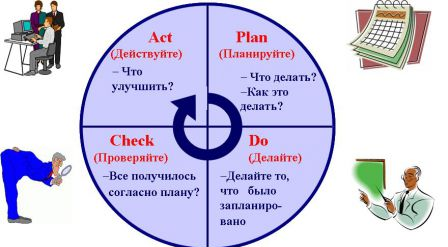 Act
(Действуйте)
– Что
улучшить?
Plan
(Планируйте)
– Что делать?
–Как это
делать?
Check
(Проверяйте)
–Все получилось
согласно плану?
Do
(Делайте)
–Делайте то,
что было
запланиро-
вано